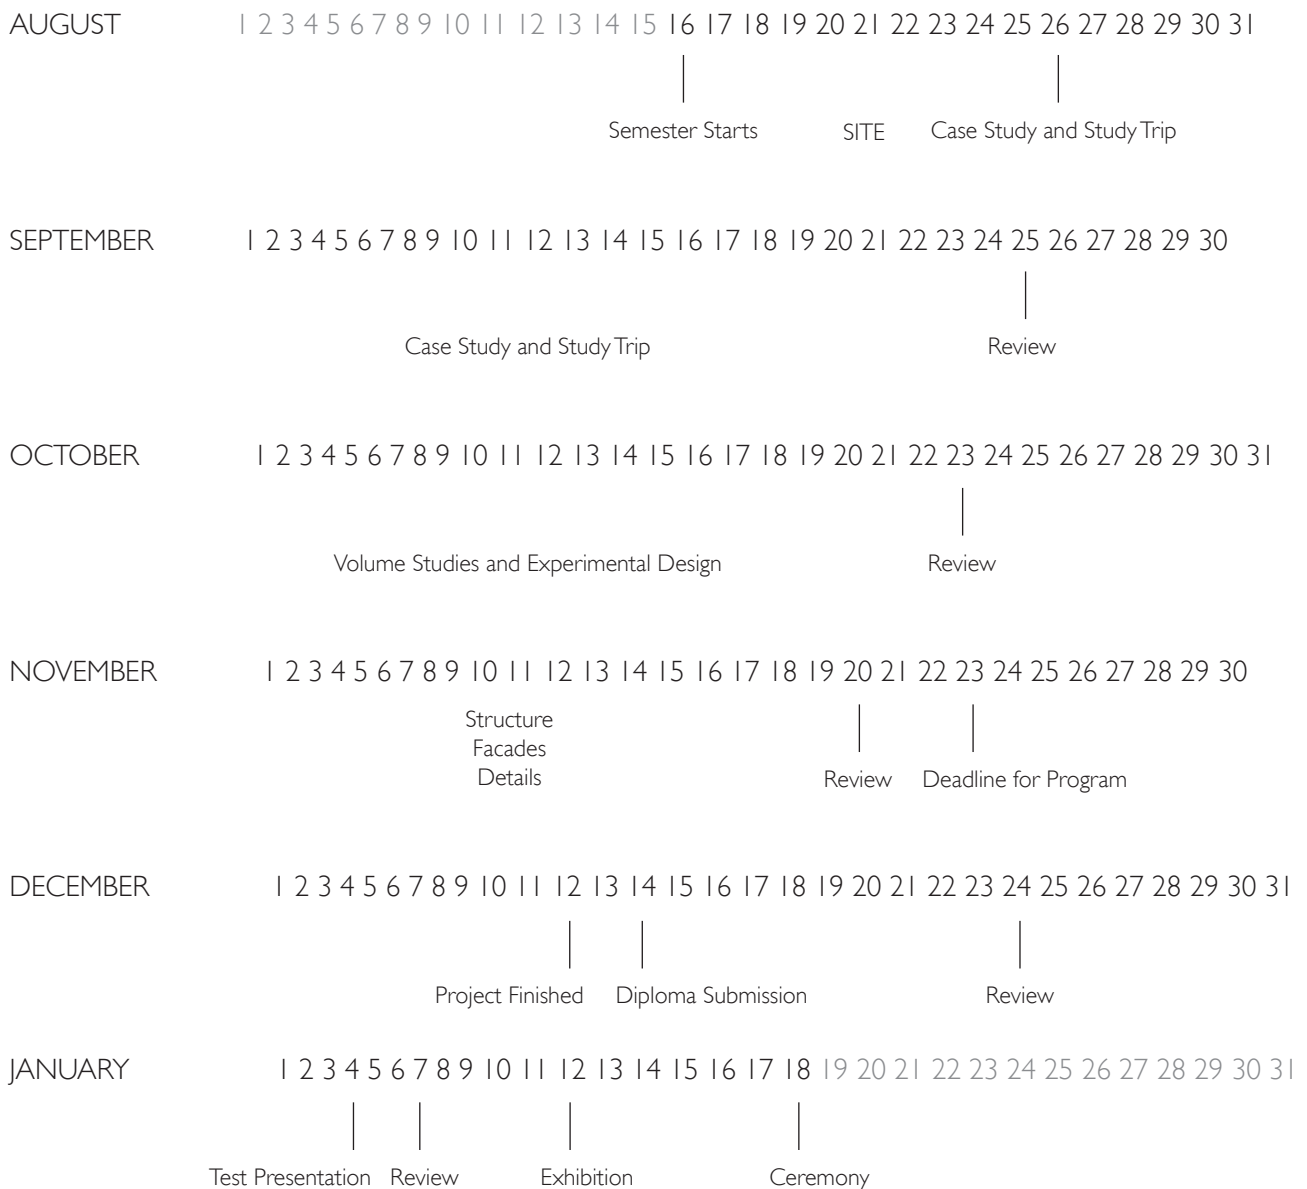 AUGUST 1 2 3 4 5 6 7 8 9 10 11 12 13 14 15 16 17 18 19 20 21 22 23 24 25 26 27 28 29 30 31
Semester Starts SITE Case Study and Study Trip
SEPTEMBER 1 2 3 4 5 6 7 8 9 10 11 12 13 14 15 16 17 18 19 20 21 22 23 24 25 26 27 28 29 30
Case Study and Study Trip Review
OCTOBER 1 2 3 4 5 6 7 8 9 10 11 12 13 14 15 16 17 18 19 20 21 22 23 24 25 26 27 28 29 30 31
Volume Studies and Experimental Design Review
NOVEMBER 1 2 3 4 5 6 7 8 9 10 11 12 13 14 15 16 17 18 19 20 21 22 23 24 25 26 27 28 29 30
Structure
Facades
Details Review Deadline for Program
DECEMBER 1 2 3 4 5 6 7 8 9 10 11 12 13 14 15 16 17 18 19 20 21 22 23 24 25 26 27 28 29 30 31
Project Finished Diploma Submission Review
JANUARY 1 2 3 4 5 6 7 8 9 10 11 12 13 14 15 16 17 18 19 20 21 22 23 24 25 26 27 28 29 30 31
Test Presentation Review Exhibition Ceremony